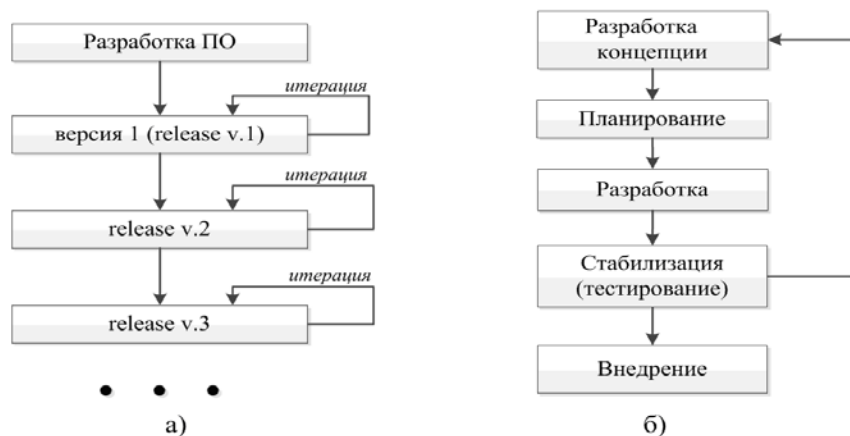 Разработка ПО
итерация
версия 1 (release v.1)
итерация
release v.2
итерация
release v.3
а)
Разработка
концепции
Планирование
Разработка
Стабилизация
(тестирование)
Внедрение
б)